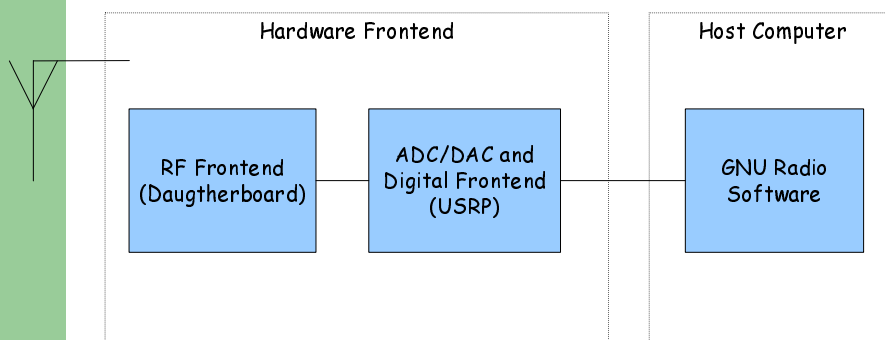 Hardware Frontend
Host Computer
RF Frontend
(Daugtherboard)
ADC/DAC and
Digital Frontend
(USRP)
GNU Radio
Software